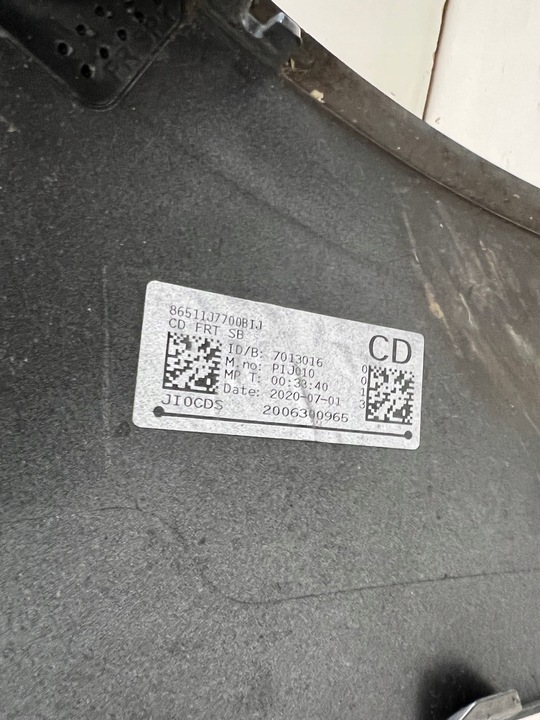 86511J7700BIJ
CD FRT SB
CD
ID/B: 7013016
M.no: PIJ010
MP T: 00:33:40
Date: 2020-07-01
0013
JI0CDS
2006300965